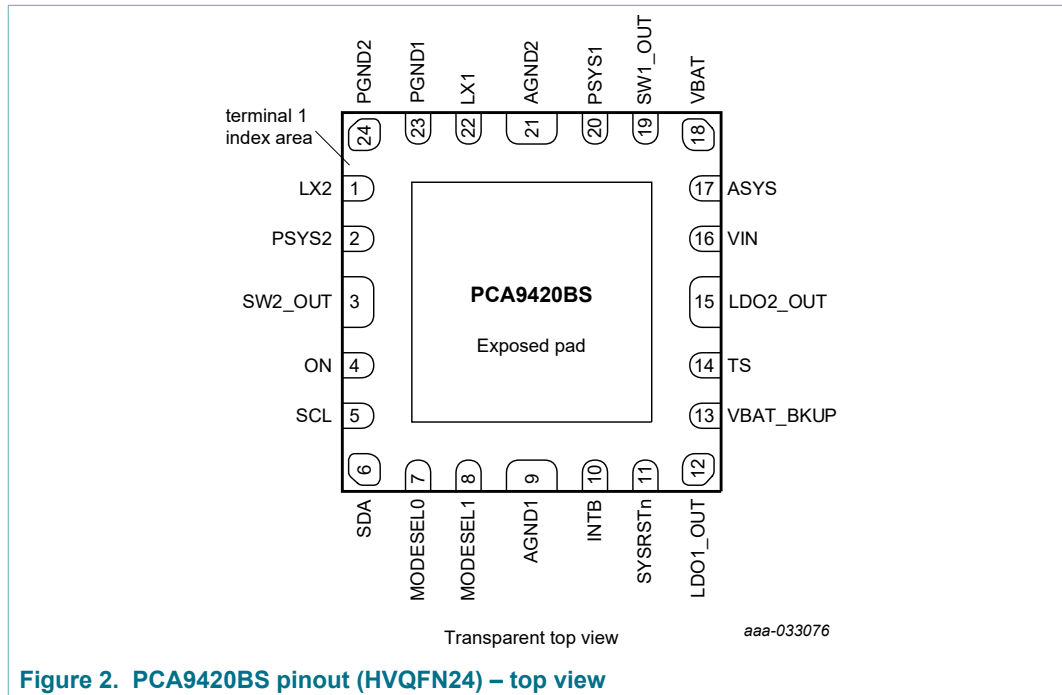 PGND2
PGND1
LX1
AGND2
PSYS1
SW1_OUT
VBAT
terminal 1
index area
24
23
22
21
20
19
18
LX2
1
17
ASYS
PSYS2
2
16
VIN
SW2_OUT
3
PCA9420BS
15
LDO2_OUT
Exposed pad
ON
4
14
TS
SCL
5
13
VBAT_BKUP
6
7
8
9
10
11
12
SDA
MODESEL0
MODESEL1
AGND1
INTB
SYSRSTn
LDO1_OUT
Transparent top view
aaa-033076
Figure 2. PCA9420BS pinout (HVQFN24) – top view